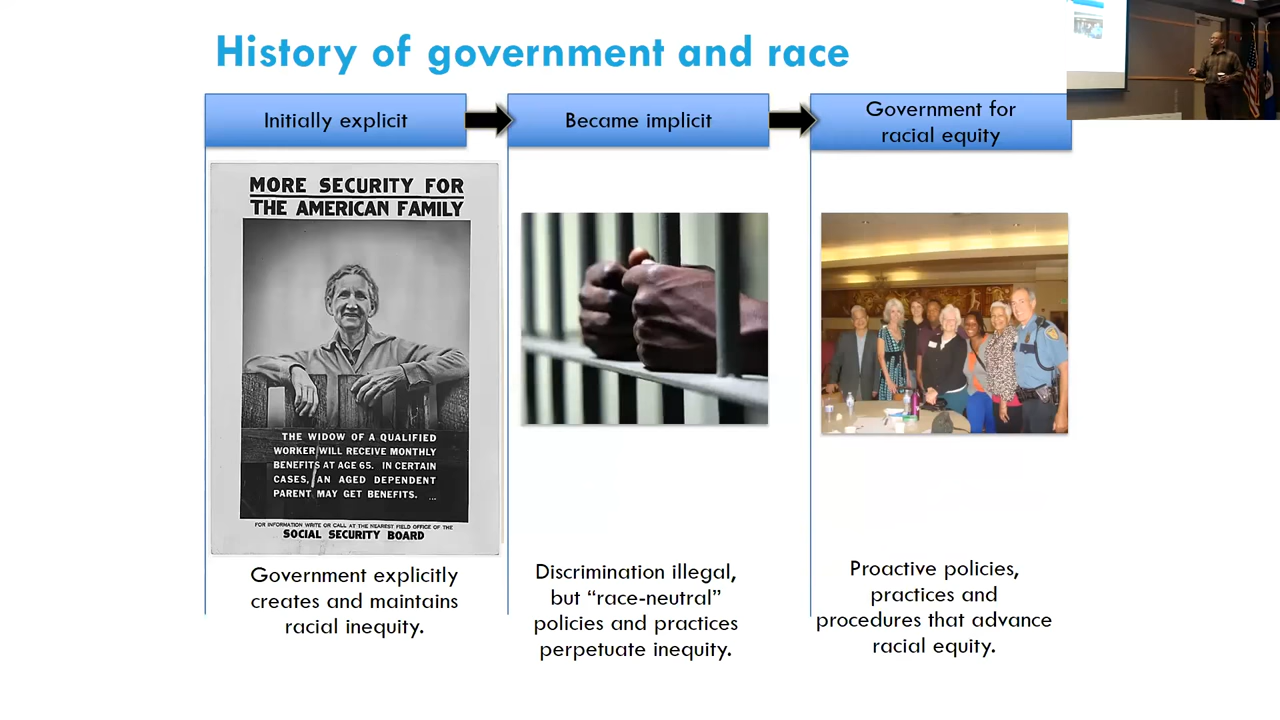 History of government and race
Initially explicit
Became implicit
Government for
racial equity
MORE SECURITY FOR
THE AMERICAN FAMILY
THE WIDOW OF A QUALIFIED
WORKER WILL RECEIVE MONTHLY
BENEFITS AT AGE 65. IN CERTAIN
CASES, AN AGED DEPENDENT
PARENT MAY GET BENEFITS. ...
FOR INFORMATION WRITE OR CALL AT THE NEAREST FIELD OFFICE OF THE
SOCIAL SECURITY BOARD
Government explicitly
creates and maintains
racial inequity.
Discrimination illegal,
but “race-neutral”
policies and practices
perpetuate inequity.
Proactive policies,
practices and
procedures that advance
racial equity.